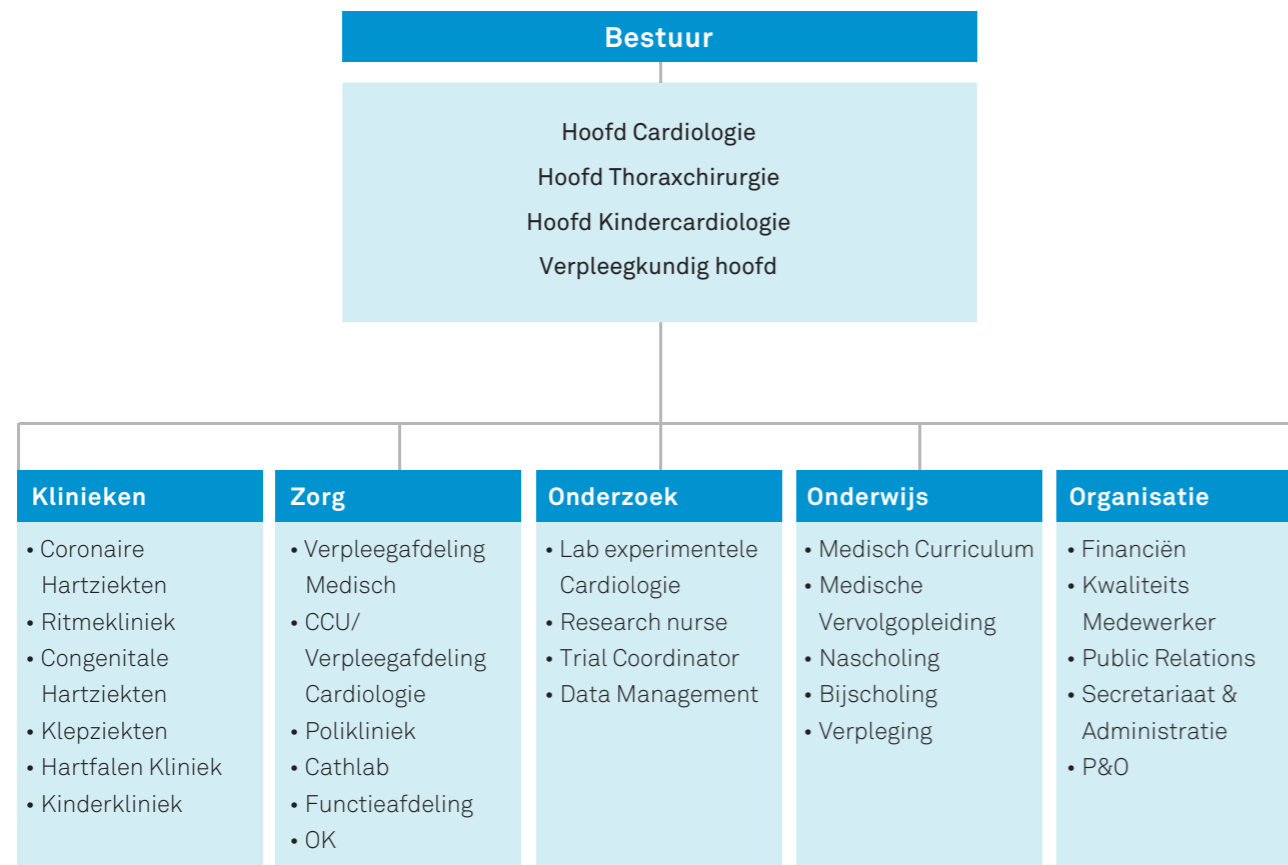 Bestuur
Hoofd Cardiologie
Hoofd Thoraxchirurgie
Hoofd Kindercardiologie
Verpleegkundig hoofd
Klinieken
• Coronaire
Hartziekten
• Ritmekliniek
• Congenitale
Hartziekten
• Klepziekten
• Hartfalen Kliniek
• Kinderkliniek
Zorg
• Verpleegafdeling
Medisch
• CCU/
Verpleegafdeling
Cardiologie
• Polikliniek
• Cathlab
• Functieafdeling
• OK
Onderzoek
• Lab experimentele
Cardiologie
• Research nurse
• Trial Coordinator
• Data Management
Onderwijs
• Medisch Curriculum
• Medische
Vervolgopleiding
• Nascholing
• Bijscholing
• Verpleging
Organisatie
• Financiën
• Kwaliteits
Medewerker
• Public Relations
• Secretariaat &
Administratie
• P&O